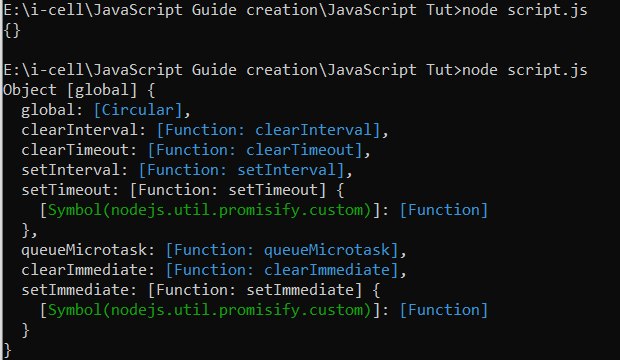 E:\i-cell\JavaScript Guide creation\JavaScript Tut>node script.js
{}
E:\i-cell\JavaScript Guide creation\JavaScript Tut>node script.js
Object [global] {
  global: [Circular],
  clearInterval: [Function: clearInterval],
  clearTimeout: [Function: clearTimeout],
  setInterval: [Function: setInterval],
  setTimeout: [Function: setTimeout] {
    [Symbol(nodejs.util.promisify.custom)]: [Function]
  },
  queueMicrotask: [Function: queueMicrotask],
  clearImmediate: [Function: clearImmediate],
  setImmediate: [Function: setImmediate] {
    [Symbol(nodejs.util.promisify.custom)]: [Function]
  }
}